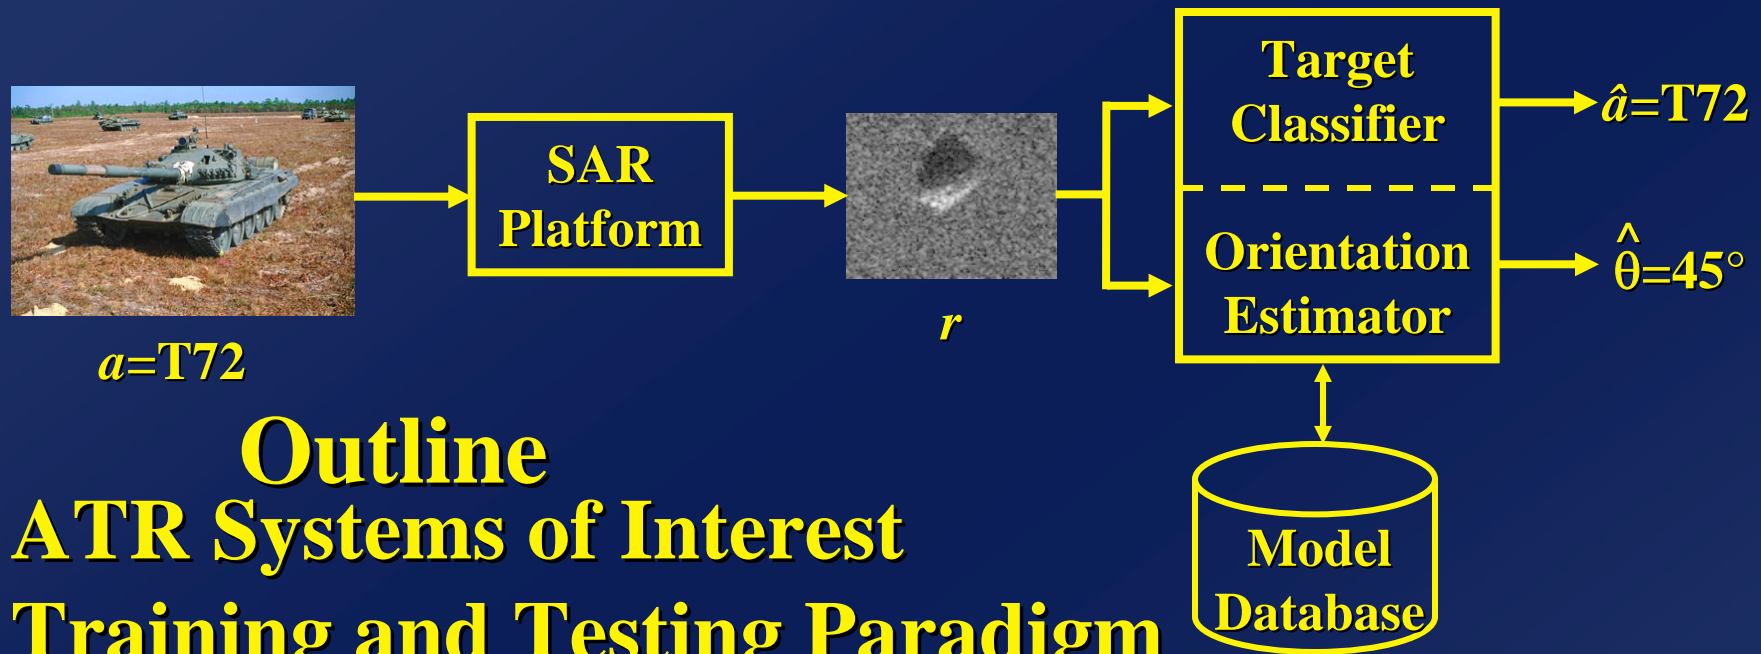 Target
Classifier
â=T72
SAR
Platform
Orientation
Estimator
θ̂=45°
r
a=T72
Outline
ATR Systems of Interest
Training and Testing Paradigm
Model
Database